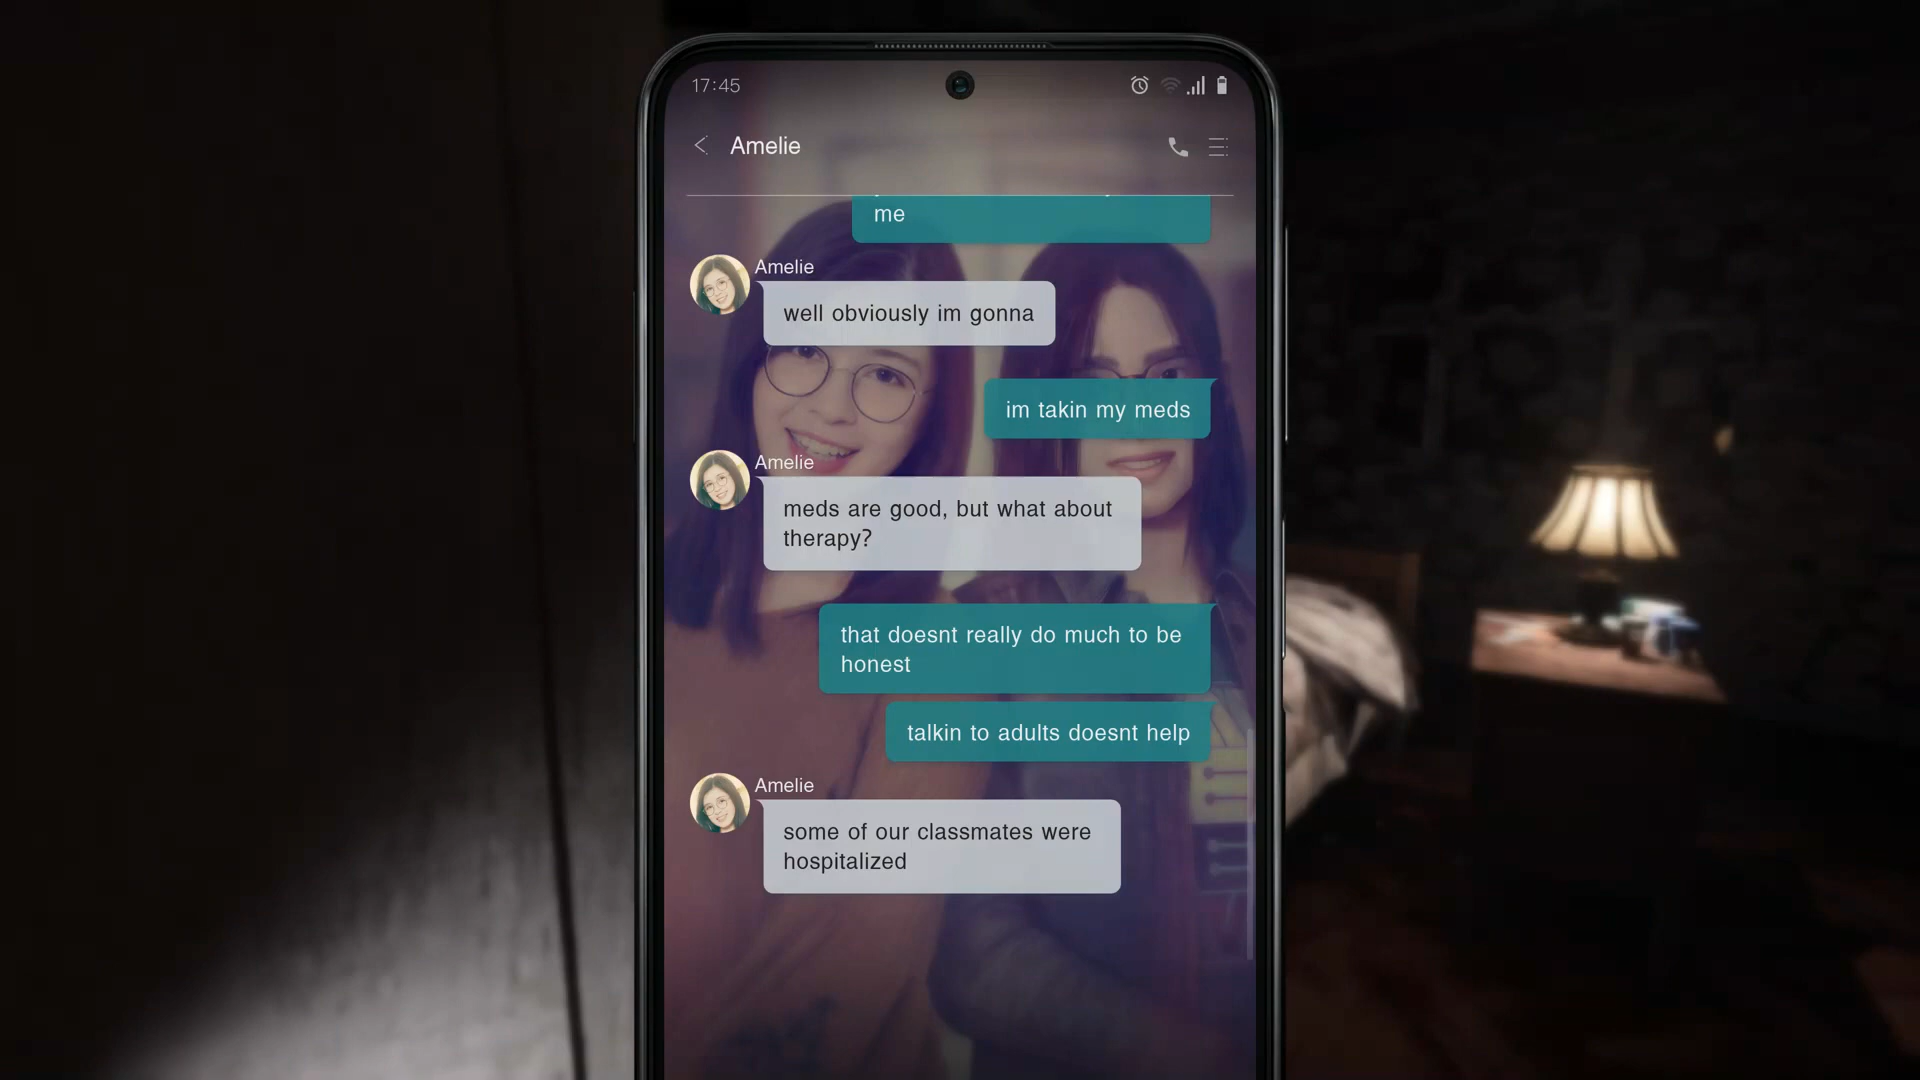 17:45
Amelie
me
Amelie
well obviously im gonna
im takin my meds
Amelie
meds are good, but what about
therapy?
that doesnt really do much to be
honest
talkin to adults doesnt help
Amelie
some of our classmates were
hospitalized